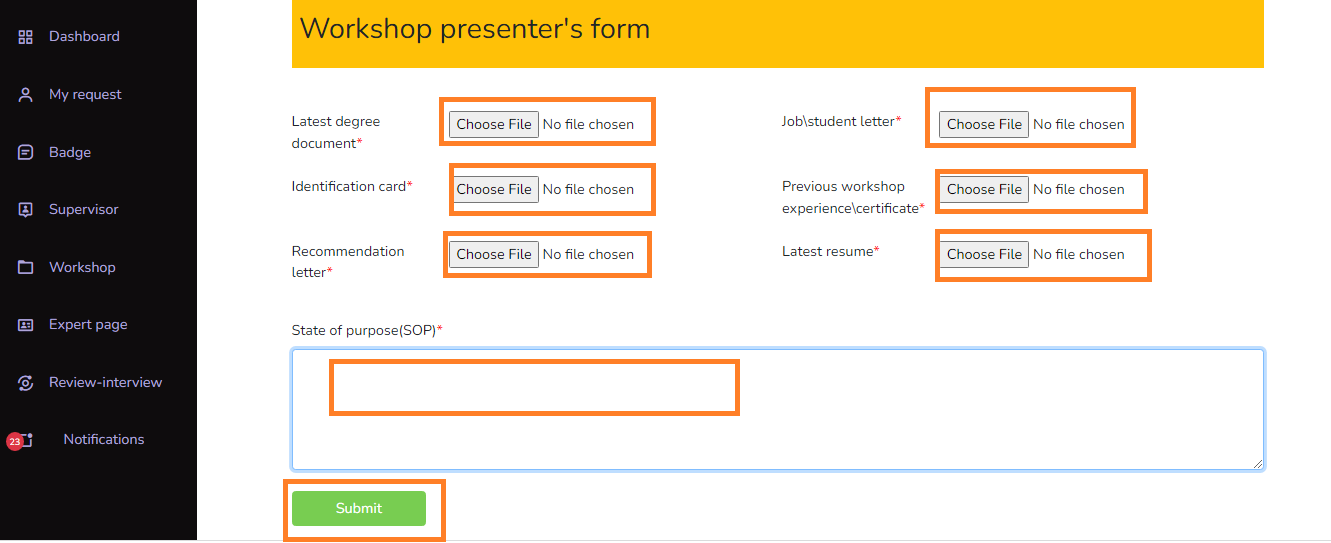 Dashboard
My request
Badge
Supervisor
Workshop
Expert page
Review-interview
23
Notifications
Workshop presenter's form
Latest degree
document*
Choose File No file chosen
Job\student letter*
Choose File No file chosen
Identification card*
Choose File No file chosen
Previous workshop
experience\certificate*
Choose File No file chosen
Recommendation
letter*
Choose File No file chosen
Latest resume*
Choose File No file chosen
State of purpose(SOP)*
Submit